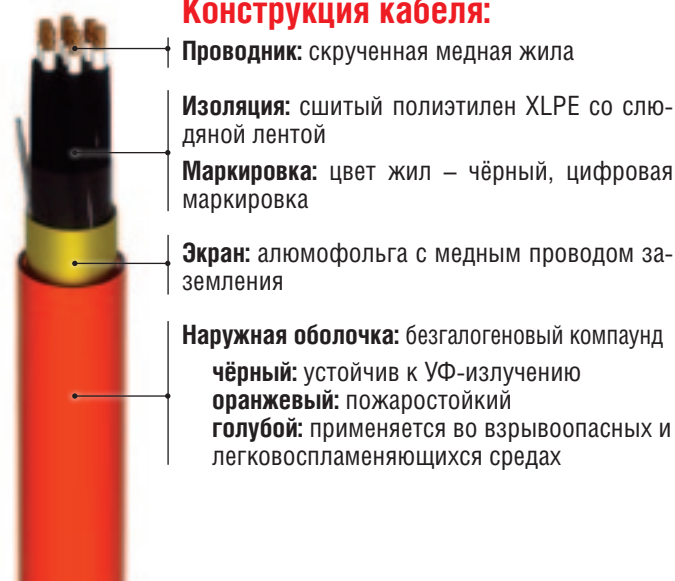 Конструкция кабеля:
Проводник: скрученная медная жила
Изоляция: сшитый полиэтилен XLPE со слю-
дяной лентой
Маркировка: цвет жил – чёрный, цифровая
маркировка
Экран: алюмофольга с медным проводом за-
земления
Наружная оболочка: безгалогеновый компаунд
чёрный: устойчив к УФ-излучению
оранжевый: пожаростойкий
голубой: применяется во взрывоопасных и
легковоспламеняющихся средах